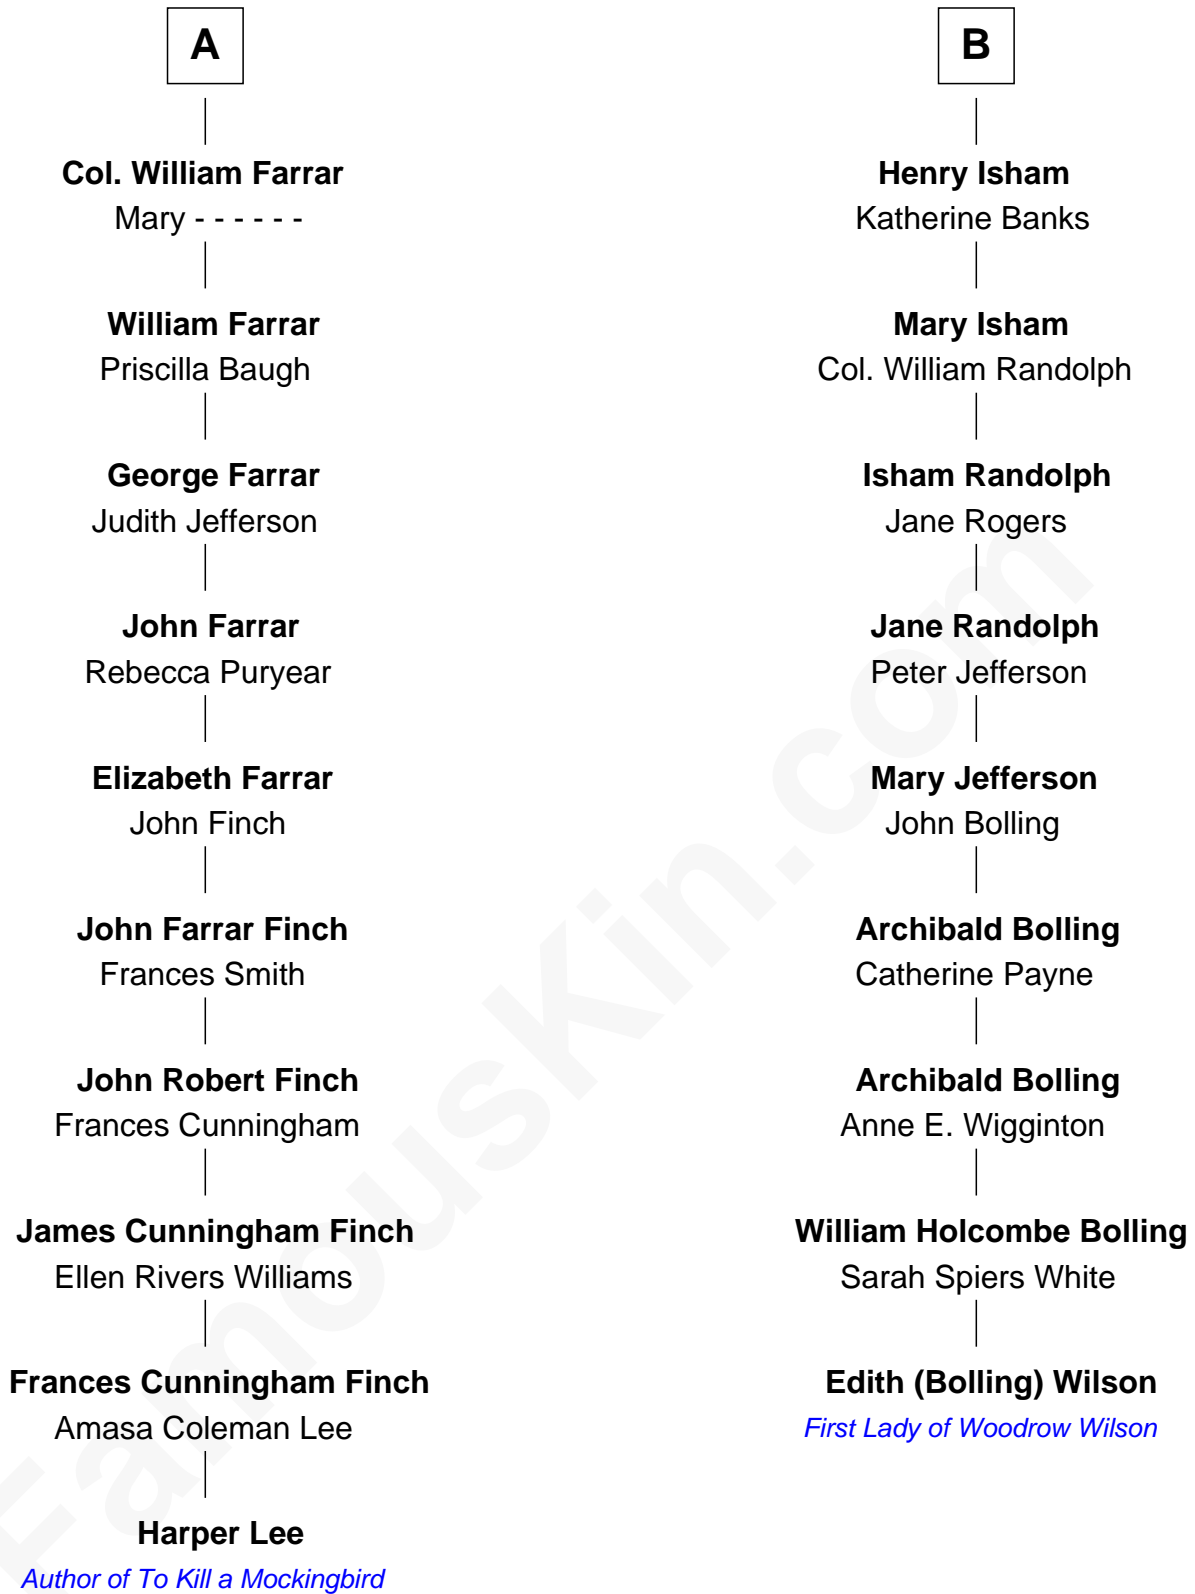 A
Col. William Farrar
Mary - - - - - -
William Farrar
Priscilla Baugh
George Farrar
Judith Jefferson
John Farrar
Rebecca Puryear
Elizabeth Farrar
John Finch
John Farrar Finch
Frances Smith
John Robert Finch
Frances Cunningham
James Cunningham Finch
Ellen Rivers Williams
Frances Cunningham Finch
Amasa Coleman Lee
Harper Lee
Author of To Kill a Mockingbird
B
Henry Isham
Katherine Banks
Mary Isham
Col. William Randolph
Isham Randolph
Jane Rogers
Jane Randolph
Peter Jefferson
Mary Jefferson
John Bolling
Archibald Bolling
Catherine Payne
Archibald Bolling
Anne E. Wigginton
William Holcombe Bolling
Sarah Spiers White
Edith (Bolling) Wilson
First Lady of Woodrow Wilson
FamousKin.com